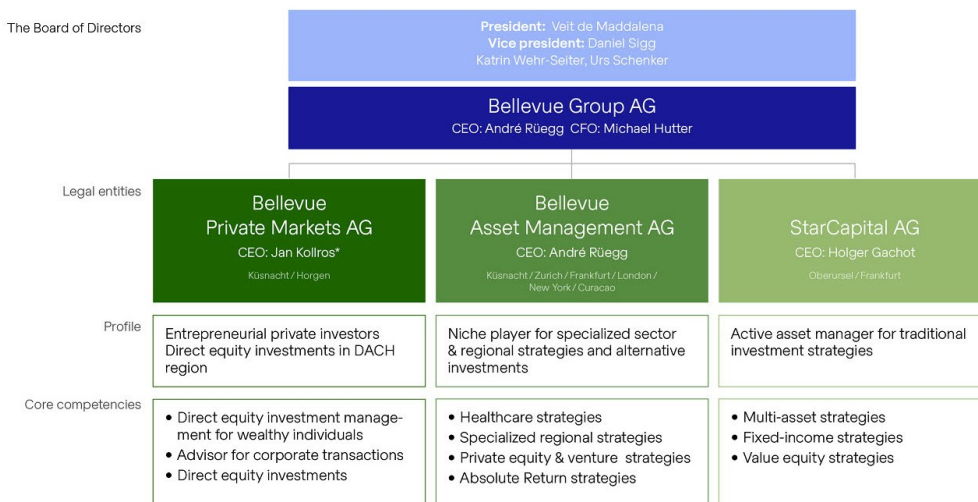 The Board of Directors
President: Veit de Maddalena
Vice president: Daniel Sigg
Katrin Wehr-Seiter, Urs Schenker
Bellevue Group AG
CEO: André Rüegg CFO: Michael Hutter
Legal entities
Bellevue
Private Markets AG
CEO: Jan Kollros*
Küsnacht / Horgen
Bellevue
Asset Management AG
CEO: André Rüegg
Küsnacht / Zurich / Frankfurt / London /
New York / Curacao
StarCapital AG
CEO: Holger Gachot
Oberursel / Frankfurt
Profile
Entrepreneurial private investors
Direct equity investments in DACH
region
Niche player for specialized sector
& regional strategies and alternative
investments
Active asset manager for traditional
investment strategies
Core competencies
• Direct equity investment manage-
ment for wealthy individuals
• Advisor for corporate transactions
• Direct equity investments
• Healthcare strategies
• Specialized regional strategies
• Private equity & venture strategies
• Absolute Return strategies
• Multi-asset strategies
• Fixed-income strategies
• Value equity strategies